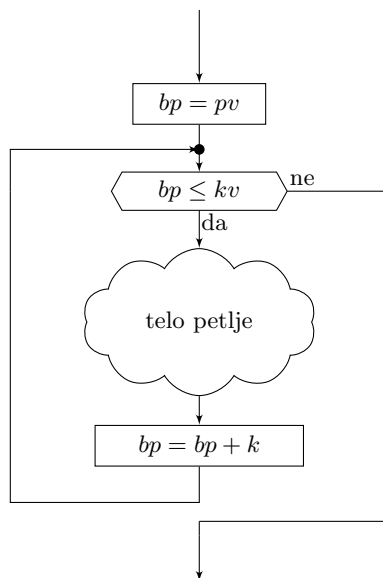 bp = pv
bp ≤ kv
ne
da
telo petlje
bp = bp + k